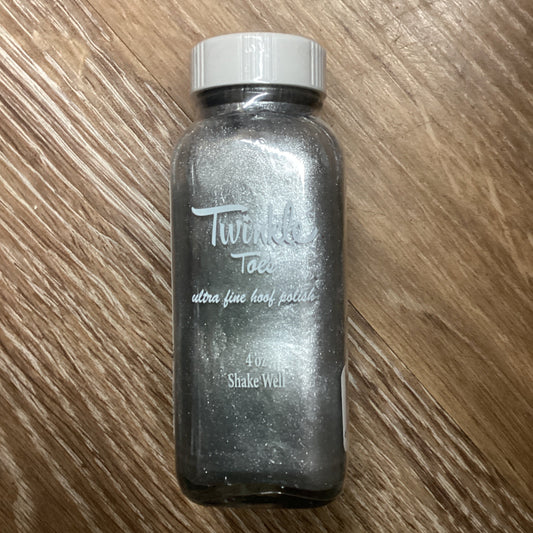 Twinkle
Toes
ultra fine hoof polish
4 oz
Shake Well